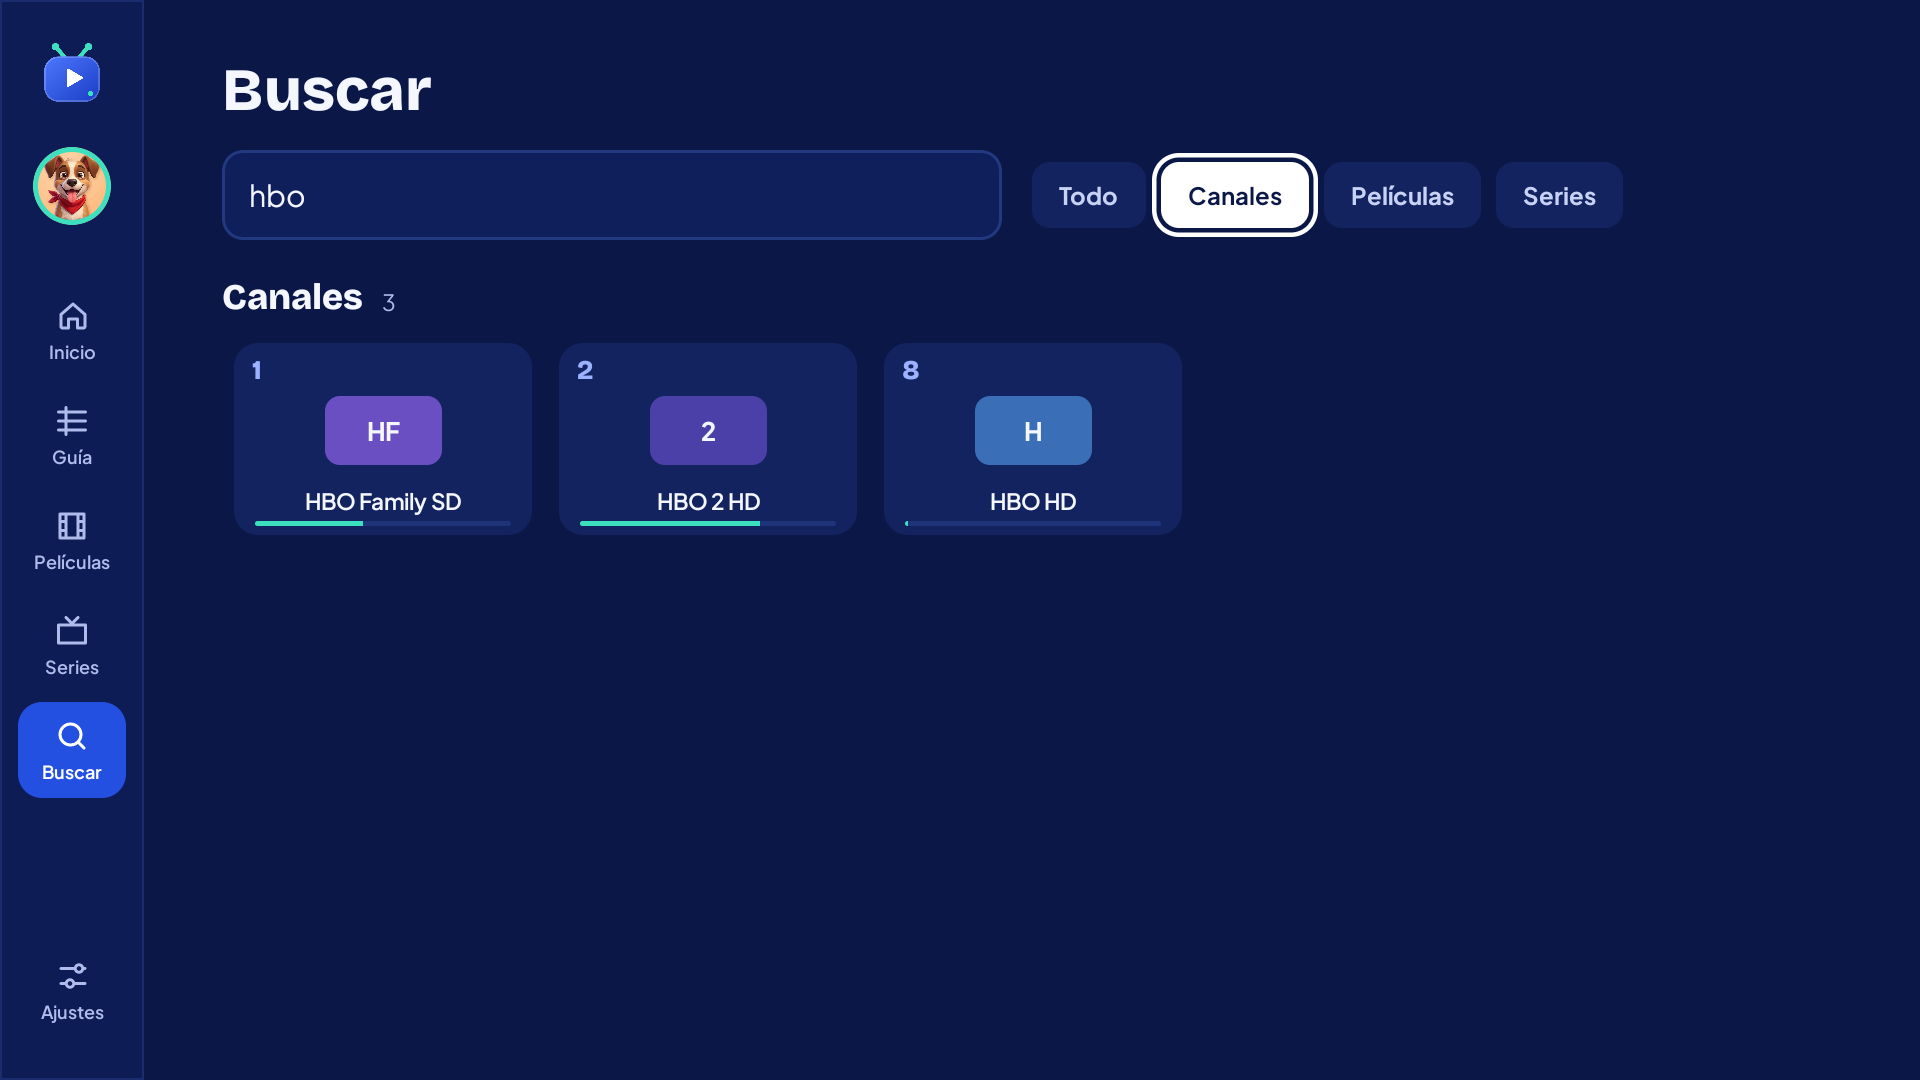 Buscar
hbo
Todo
Canales
Películas
Series
Canales 3
1
HF
HBO Family SD
2
2
HBO 2 HD
8
H
HBO HD
Inicio
Guía
Películas
Series
Buscar
Ajustes